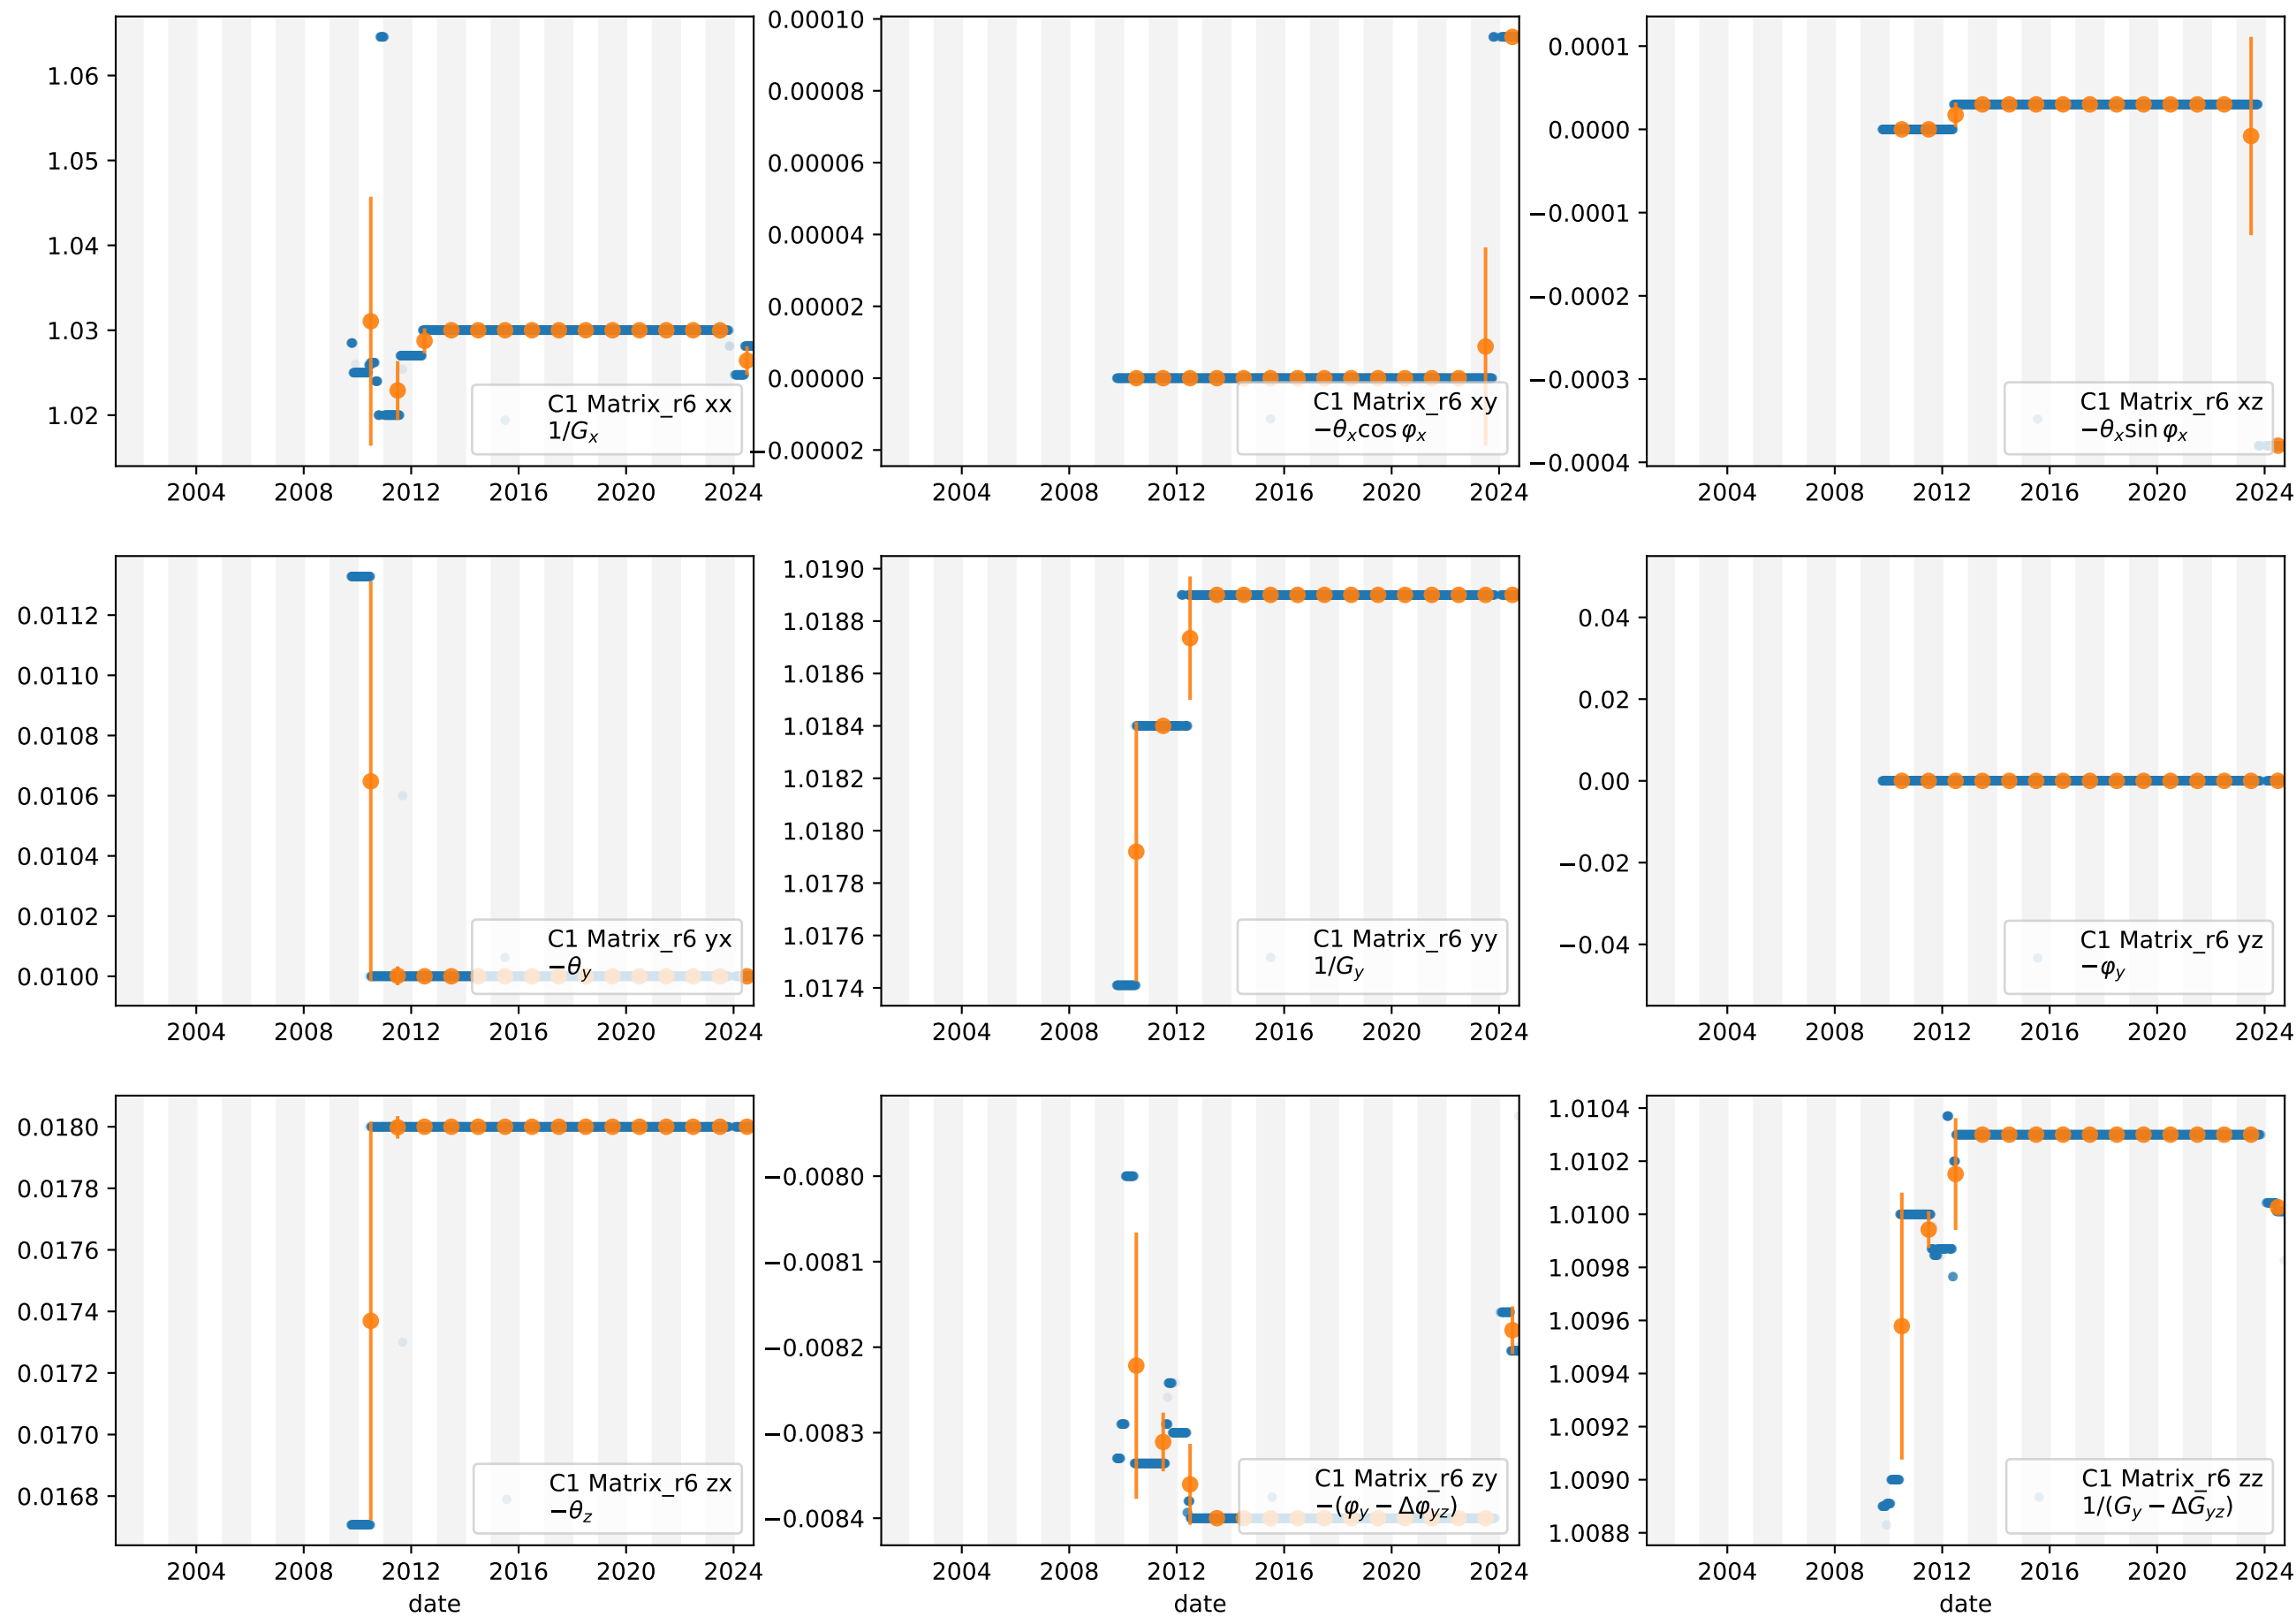 1.06
1.05
1.04
1.03
1.02
C1 Matrix_r6 xx
1/G_x
2004 2008 2012 2016 2020 2024
0.00010
0.00008
0.00006
0.00004
0.00002
0.00000
−0.00002
C1 Matrix_r6 xy
−θ_x cos φ_x
2004 2008 2012 2016 2020 2024
0.0001
0.0000
−0.0001
−0.0002
−0.0003
−0.0004
C1 Matrix_r6 xz
−θ_x sin φ_x
2004 2008 2012 2016 2020 2024
0.0112
0.0110
0.0108
0.0106
0.0104
0.0102
0.0100
C1 Matrix_r6 yx
−θ_y
2004 2008 2012 2016 2020 2024
1.0190
1.0188
1.0186
1.0184
1.0182
1.0180
1.0178
1.0176
1.0174
C1 Matrix_r6 yy
1/G_y
2004 2008 2012 2016 2020 2024
0.04
0.02
0.00
−0.02
−0.04
C1 Matrix_r6 yz
−φ_y
2004 2008 2012 2016 2020 2024
0.0180
0.0178
0.0176
0.0174
0.0172
0.0170
0.0168
C1 Matrix_r6 zx
−θ_z
2004 2008 2012 2016 2020 2024
date
−0.0080
−0.0081
−0.0082
−0.0083
−0.0084
C1 Matrix_r6 zy
−(φ_y − Δφ_yz)
2004 2008 2012 2016 2020 2024
date
1.0104
1.0102
1.0100
1.0098
1.0096
1.0094
1.0092
1.0090
1.0088
C1 Matrix_r6 zz
1/(G_y − ΔG_yz)
2004 2008 2012 2016 2020 2024
date